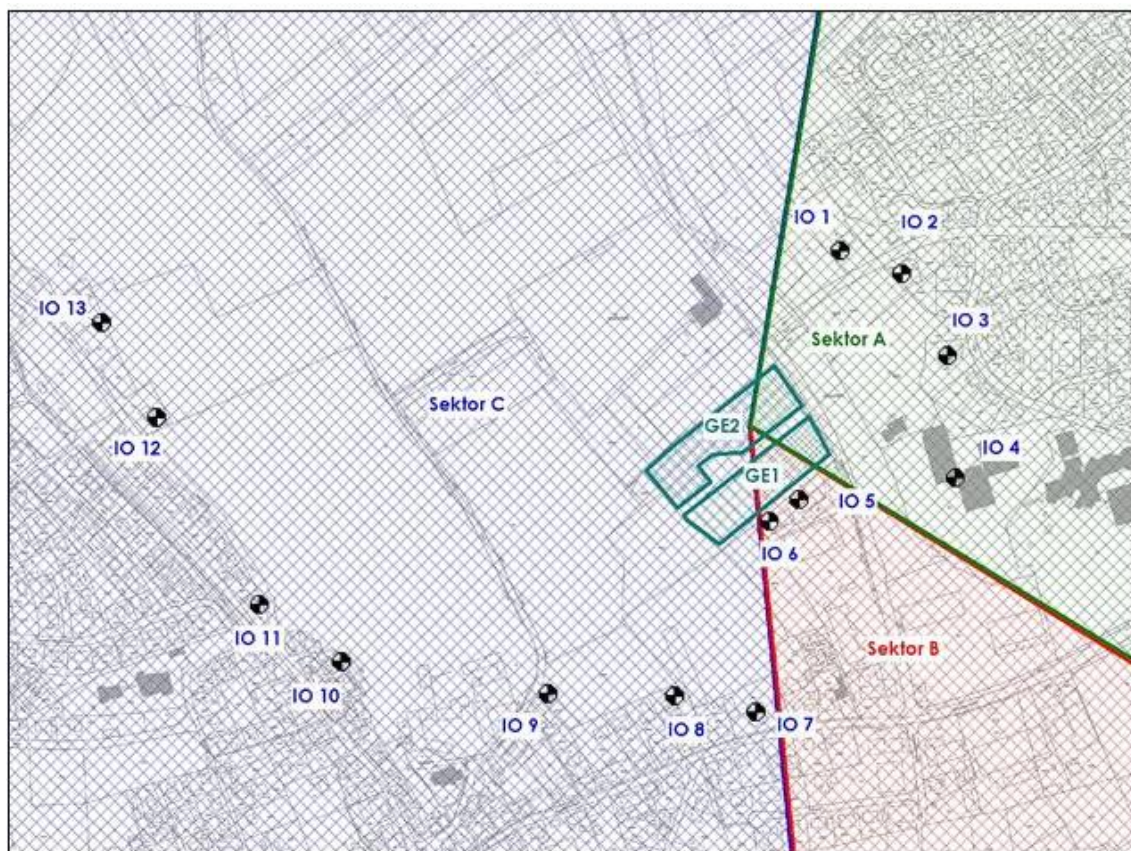 IO 1
IO 2
IO 13
IO 3
Sektor A
Sektor C
GE2
IO 12
IO 4
GE1
IO 5
IO 6
IO 11
Sektor B
IO 10
IO 9
IO 8
IO 7